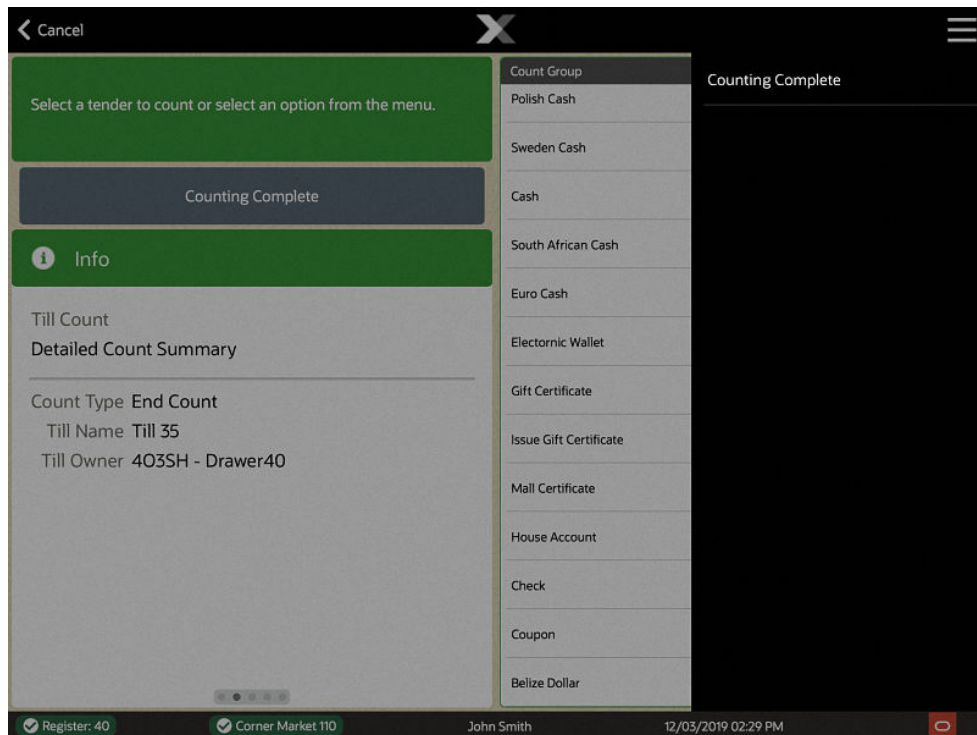 Cancel
Select a tender to count or select an option from the menu.
Counting Complete
Info
Till Count
Detailed Count Summary
Count Type End Count
Till Name Till 35
Till Owner 4O3SH - Drawer40
Count Group
Polish Cash
Sweden Cash
Cash
South African Cash
Euro Cash
Electornic Wallet
Gift Certificate
Issue Gift Certificate
Mall Certificate
House Account
Check
Coupon
Belize Dollar
Counting Complete
Register: 40
Corner Market 110
John Smith
12/03/2019 02:29 PM